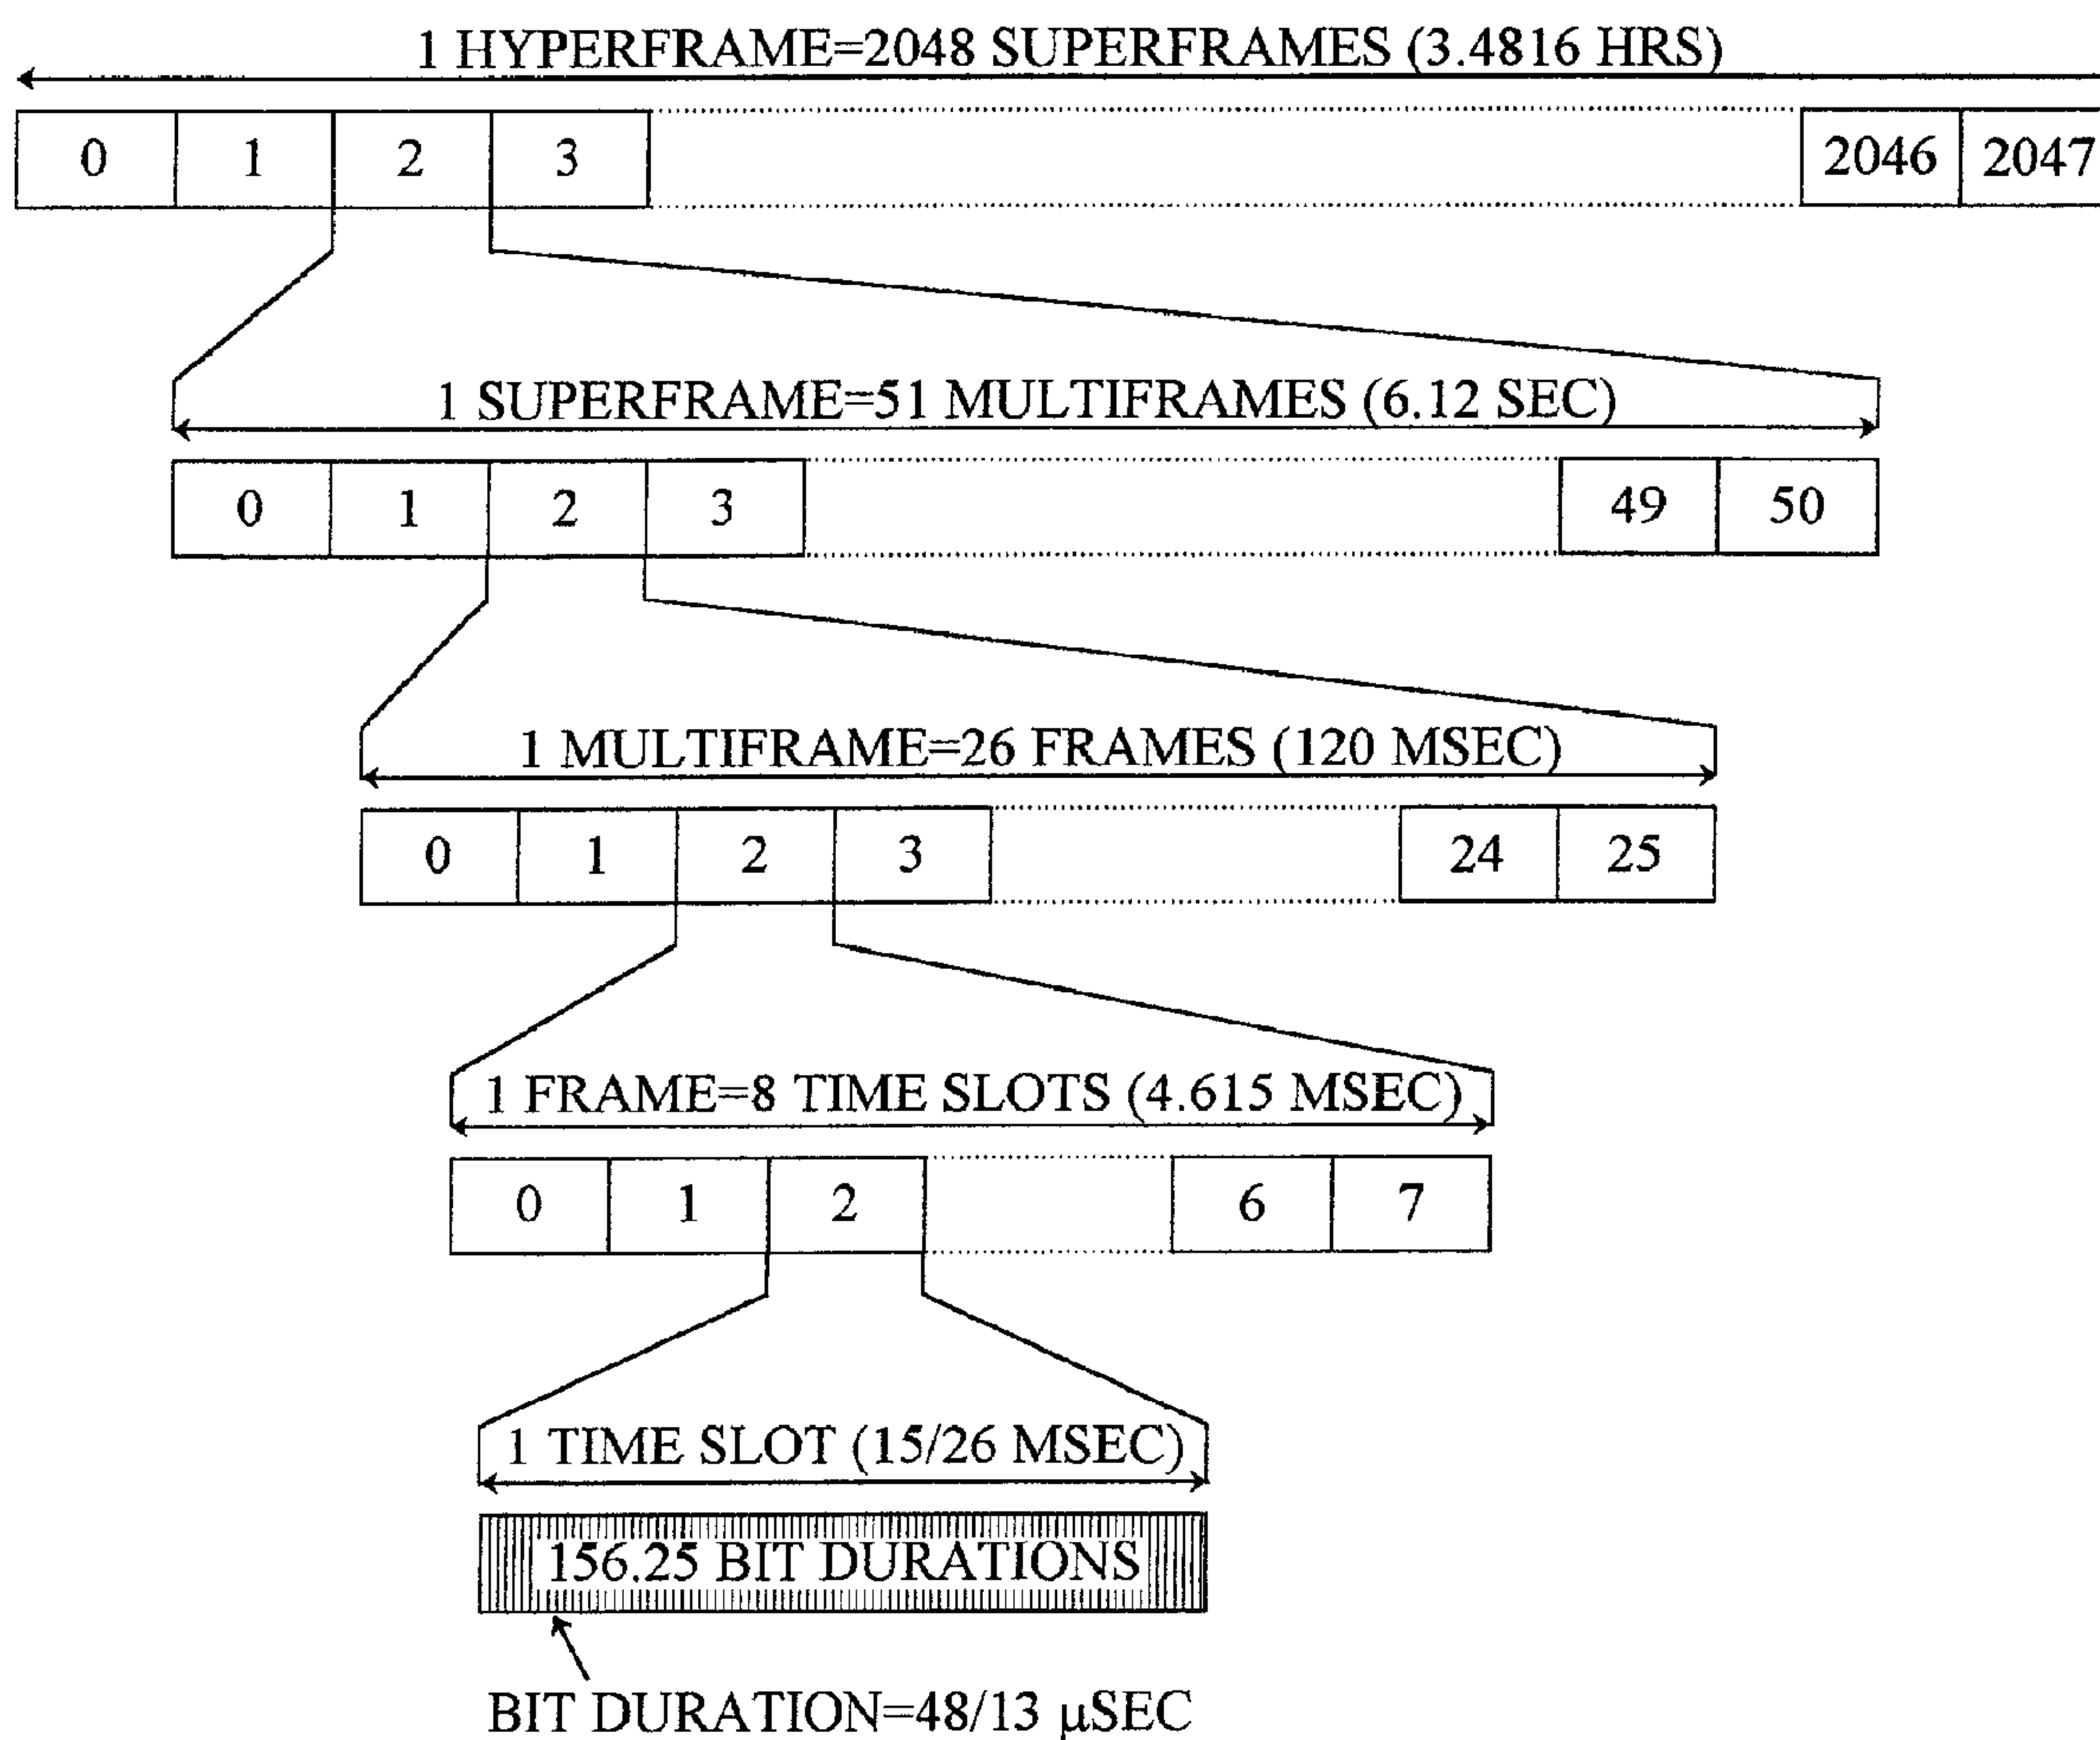 1 HYPERFRAME=2048 SUPERFRAMES (3.4816 HRS)
0 1 2 3 2046 2047
1 SUPERFRAME=51 MULTIFRAMES (6.12 SEC)
0 1 2 3 49 50
1 MULTIFRAME=26 FRAMES (120 MSEC)
0 1 2 3 24 25
1 FRAME=8 TIME SLOTS (4.615 MSEC)
0 1 2 6 7
1 TIME SLOT (15/26 MSEC)
156.25 BIT DURATIONS
BIT DURATION=48/13 μSEC